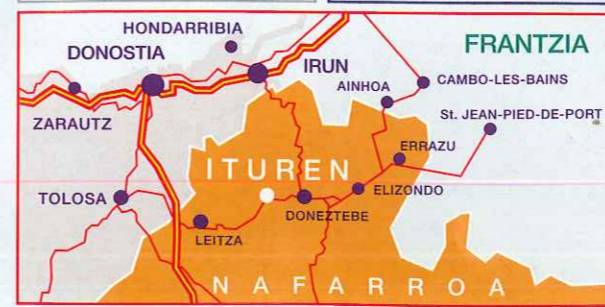 HONDARRIBIA
DONOSTIA
FRANTZIA
IRUN
CAMBO-LES-BAINS
AINHOA
ZARAUTZ
St. JEAN-PIED-DE-PORT
ERRAZU
ITUREN
TOLOSA
ELIZONDO
DONEZTEBE
LEITZA
NAFARROA